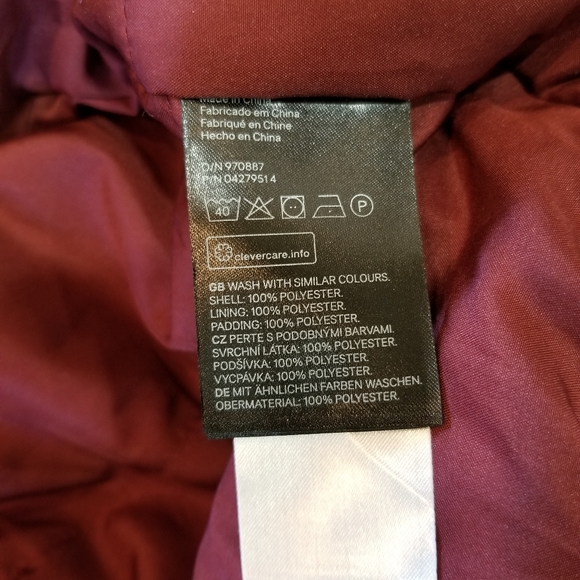 Made in China
Fabricado em China
Fabriqué en Chine
Hecho en China
O/N 970887
P/N 0427951 4
40
P
clevercare.info
GB WASH WITH SIMILAR COLOURS.
SHELL: 100% POLYESTER.
LINING: 100% POLYESTER.
PADDING: 100% POLYESTER.
CZ PERTE S PODOBNÝMI BARVAMI.
SVRCHNÍ LÁTKA: 100% POLYESTER.
PODŠÍVKA: 100% POLYESTER.
VYCPÁVKA: 100% POLYESTER.
DE MIT ÄHNLICHEN FARBEN WASCHEN.
OBERMATERIAL: 100% POLYESTER.